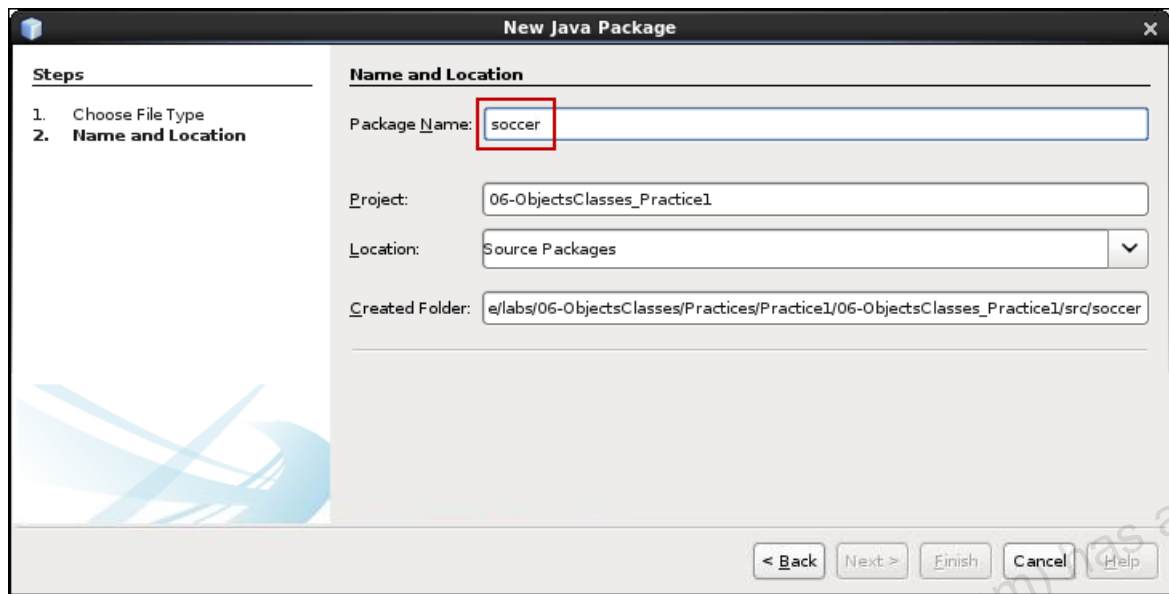 New Java Package
Steps
1. Choose File Type
2. Name and Location
Name and Location
Package Name: soccer
Project: 06-ObjectsClasses_Practice1
Location: Source Packages
Created Folder: e/labs/06-ObjectsClasses/Practices/Practice1/06-ObjectsClasses_Practice1/src/soccer
< Back Next > Finish Cancel Help
m) has a